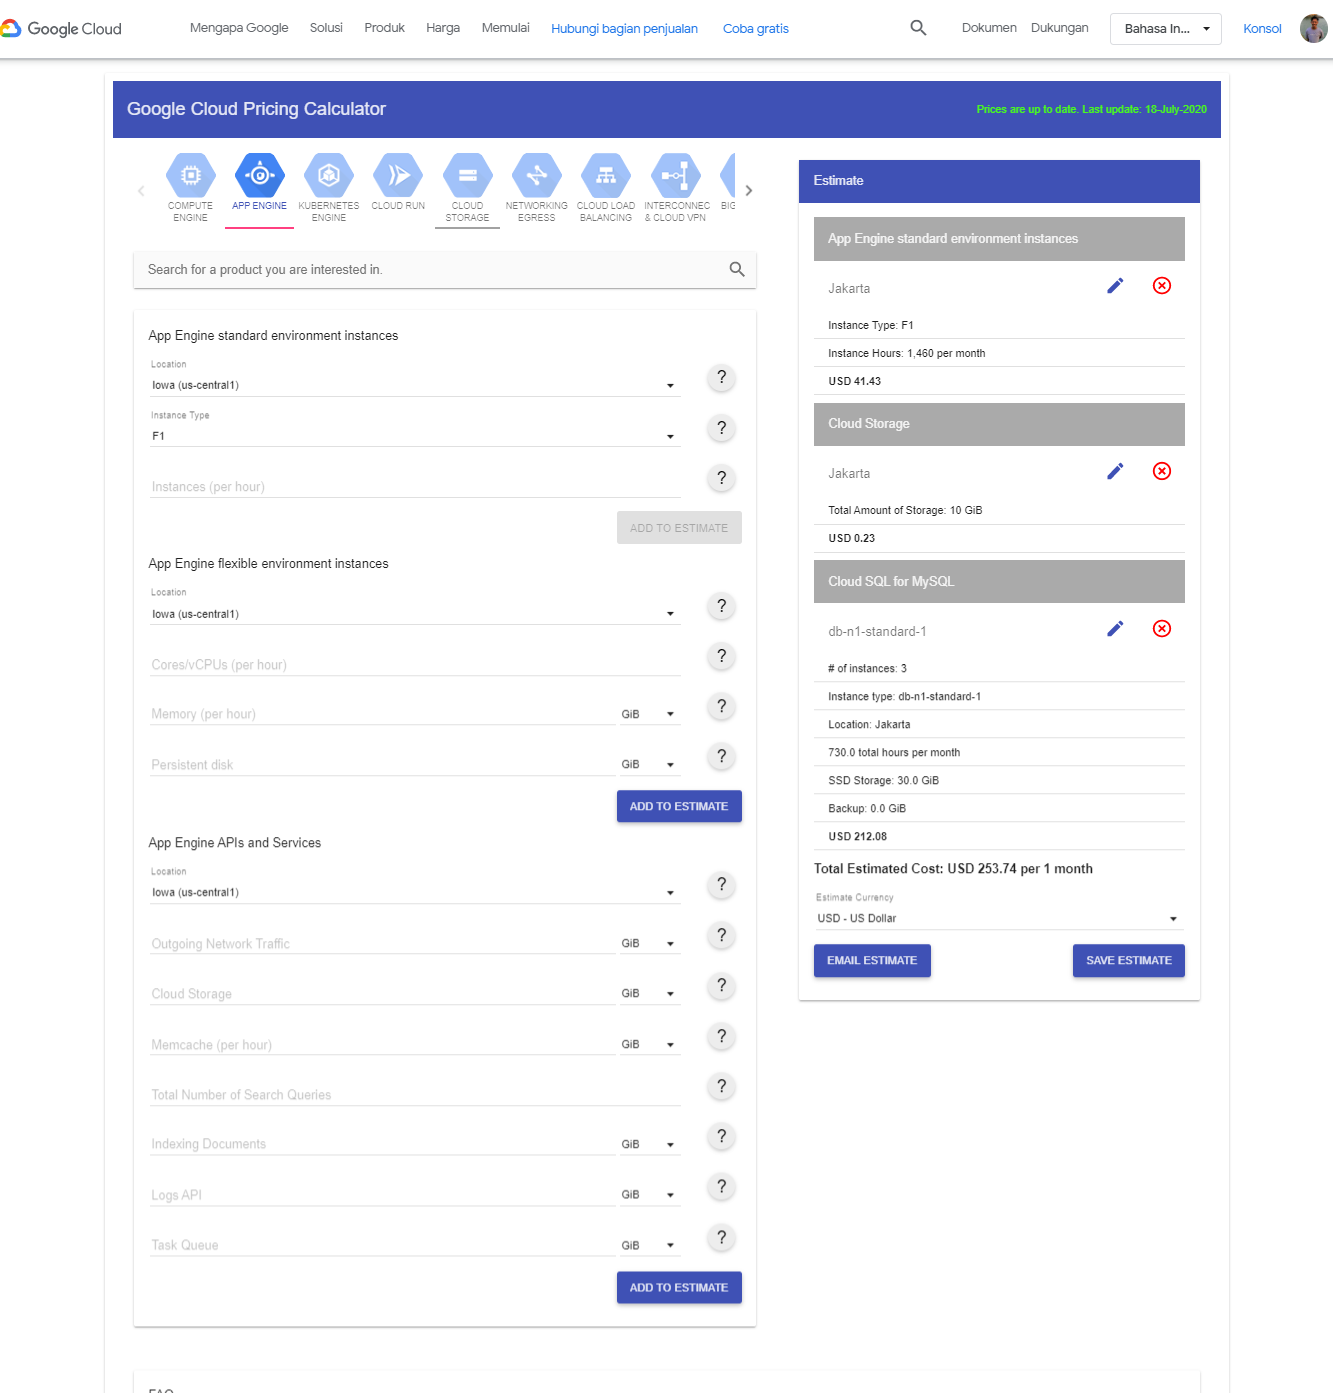 Google Cloud
Mengapa Google Solusi Produk Harga Memulai Hubungi bagian penjualan Coba gratis Dokumen Dukungan Bahasa In... Konsol
Google Cloud Pricing Calculator
Prices are up to date. Last update: 18-July-2020
COMPUTE ENGINE
APP ENGINE
KUBERNETES ENGINE
CLOUD RUN
CLOUD STORAGE
NETWORKING EGRESS
CLOUD LOAD BALANCING
INTERCONNEC & CLOUD VPN
BIG
Search for a product you are interested in.
App Engine standard environment instances
Location
Iowa (us-central1)
?
Instance Type
F1
?
Instances (per hour)
?
ADD TO ESTIMATE
App Engine flexible environment instances
Location
Iowa (us-central1)
?
Cores/vCPUs (per hour)
?
Memory (per hour) GiB
?
Persistent disk GiB
?
ADD TO ESTIMATE
App Engine APIs and Services
Location
Iowa (us-central1)
?
Outgoing Network Traffic GiB
?
Cloud Storage GiB
?
Memcache (per hour) GiB
?
Total Number of Search Queries
?
Indexing Documents GiB
?
Logs API GiB
?
Task Queue GiB
?
ADD TO ESTIMATE
Estimate
App Engine standard environment instances
Jakarta
Instance Type: F1
Instance Hours: 1,460 per month
USD 41.43
Cloud Storage
Jakarta
Total Amount of Storage: 10 GiB
USD 0.23
Cloud SQL for MySQL
db-n1-standard-1
# of instances: 3
Instance type: db-n1-standard-1
Location: Jakarta
730.0 total hours per month
SSD Storage: 30.0 GiB
Backup: 0.0 GiB
USD 212.08
Total Estimated Cost: USD 253.74 per 1 month
Estimate Currency
USD - US Dollar
EMAIL ESTIMATE SAVE ESTIMATE
FAQ